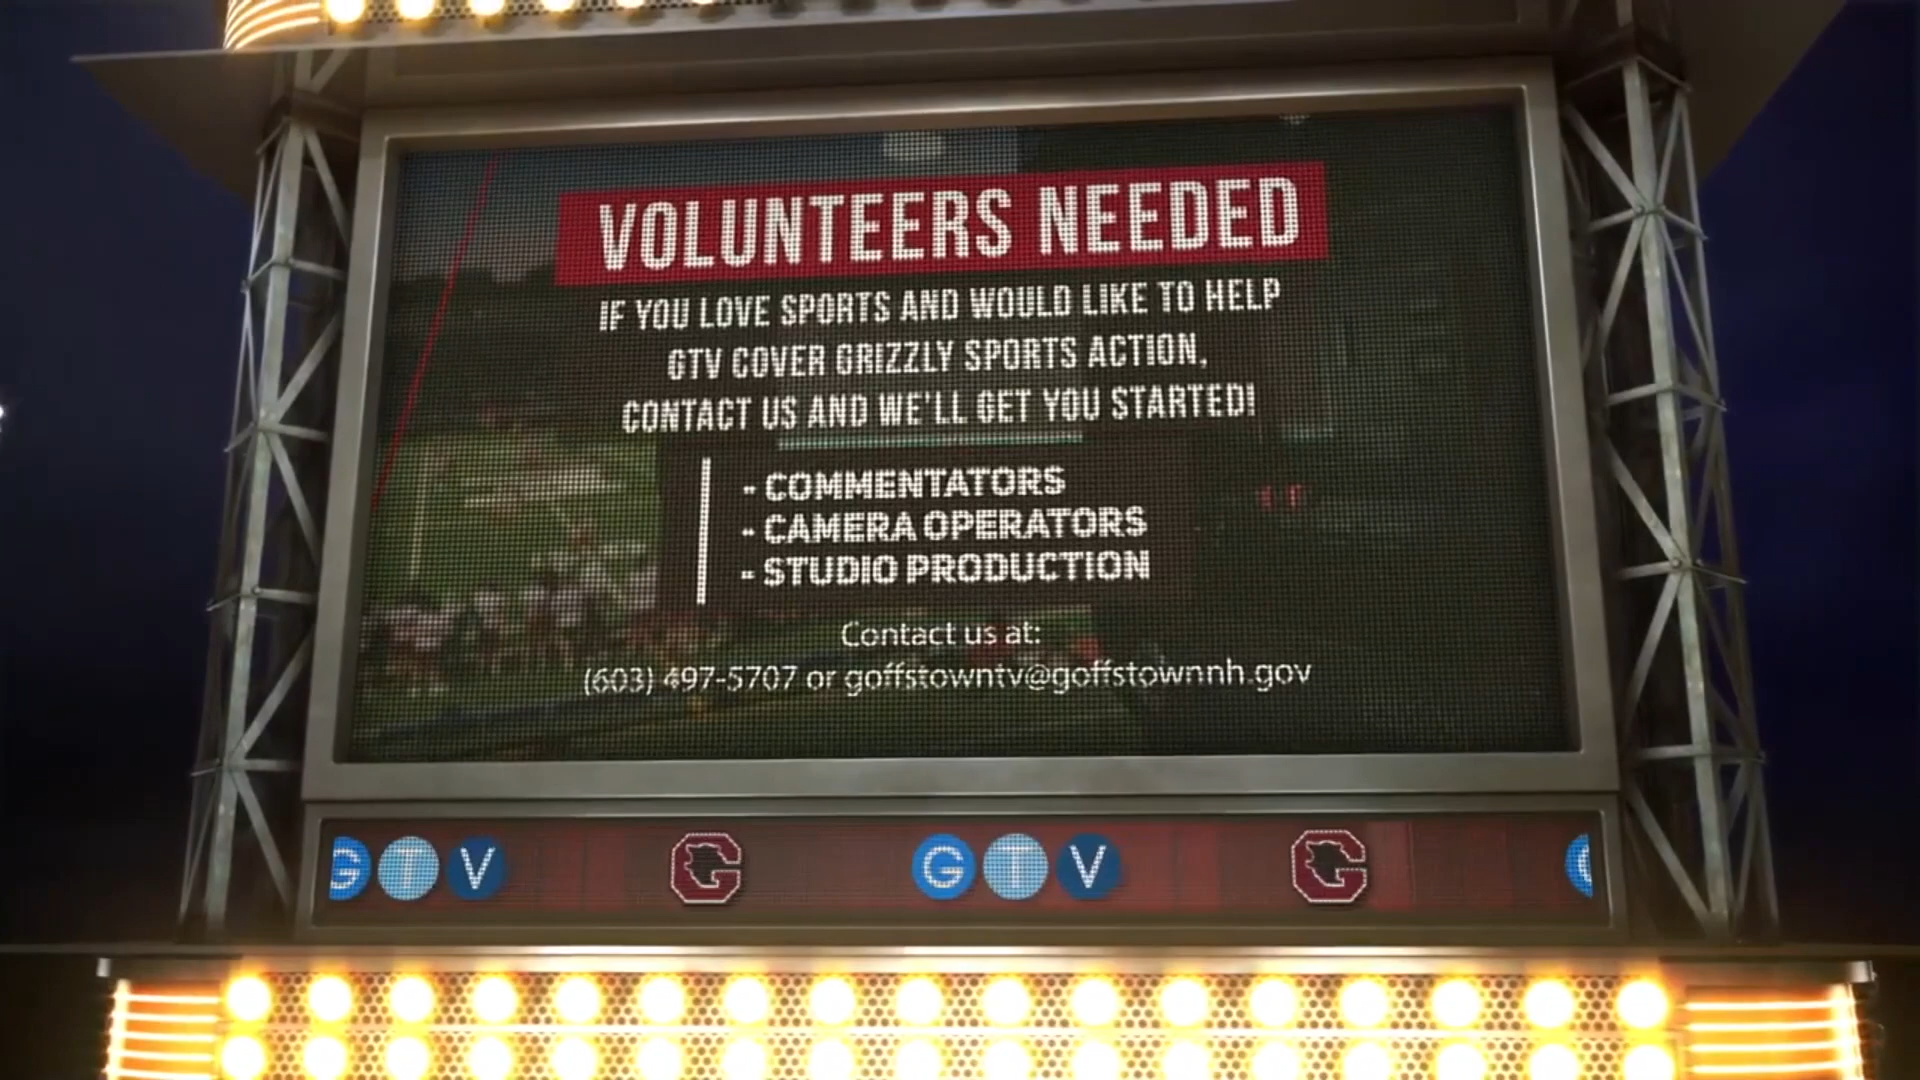 VOLUNTEERS NEEDED
IF YOU LOVE SPORTS AND WOULD LIKE TO HELP
GTV COVER GRIZZLY SPORTS ACTION,
CONTACT US AND WE'LL GET YOU STARTED!
- COMMENTATORS
- CAMERA OPERATORS
- STUDIO PRODUCTION
Contact us at:
(603) 497-5707 or goffstowntv@goffstownnh.gov
GTV G GTV G G